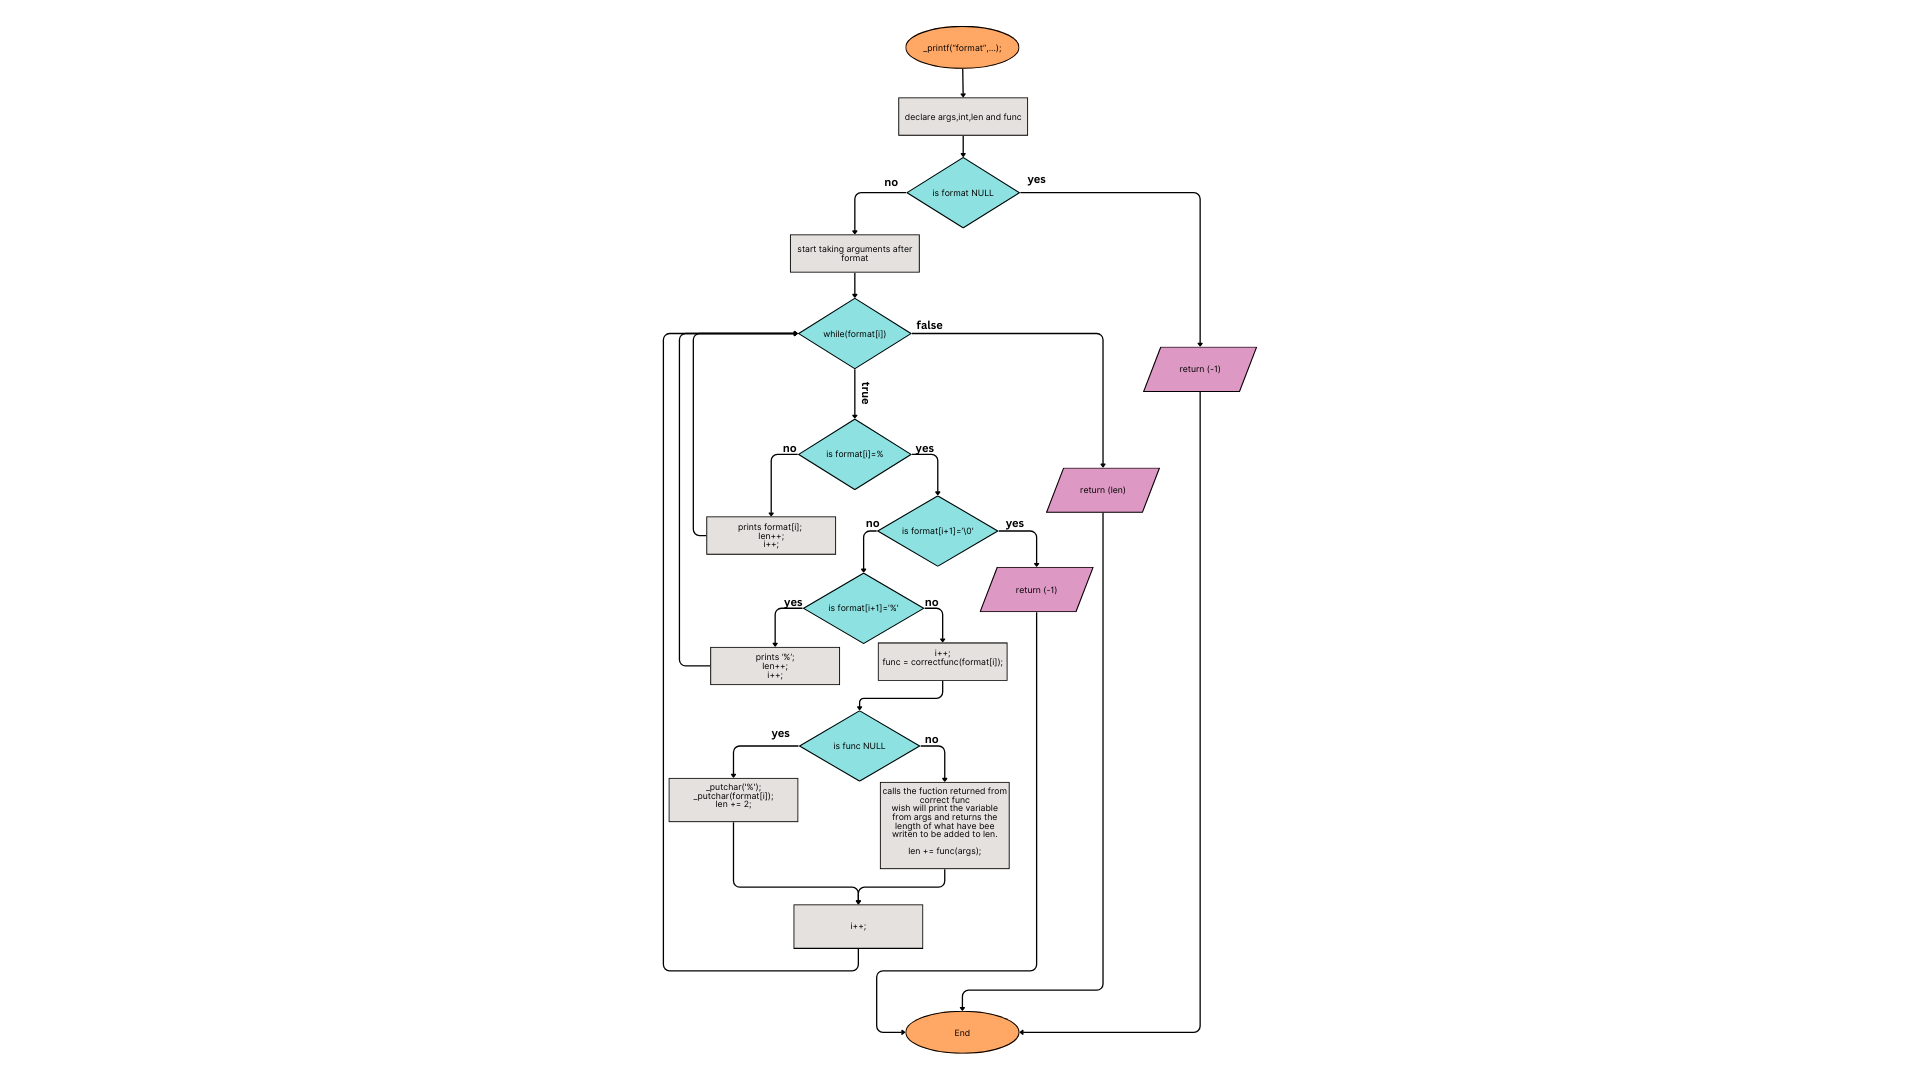 _printf("format",...);
declare args,int,len and func
is format NULL
no
yes
start taking arguments after
format
while(format[i])
false
true
return (-1)
is format[i]=%
no
yes
return (len)
prints format[i];
len++;
i++;
is format[i+1]='\0'
no
yes
return (-1)
is format[i+1]='%'
yes
no
prints '%';
len++;
i++;
i++;
func = correctfunc(format[i]);
is func NULL
yes
no
_putchar('%');
_putchar(format[i]);
len += 2;
calls the fuction returned from
correct func
wish will print the variable
from args and returns the
length of what have bee
writen to be added to len.
len += func(args);
i++;
End